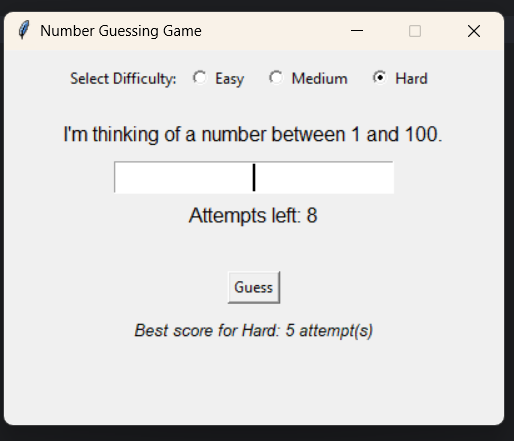 Number Guessing Game
Select Difficulty: Easy Medium Hard
I'm thinking of a number between 1 and 100.
Attempts left: 8
Guess
Best score for Hard: 5 attempt(s)